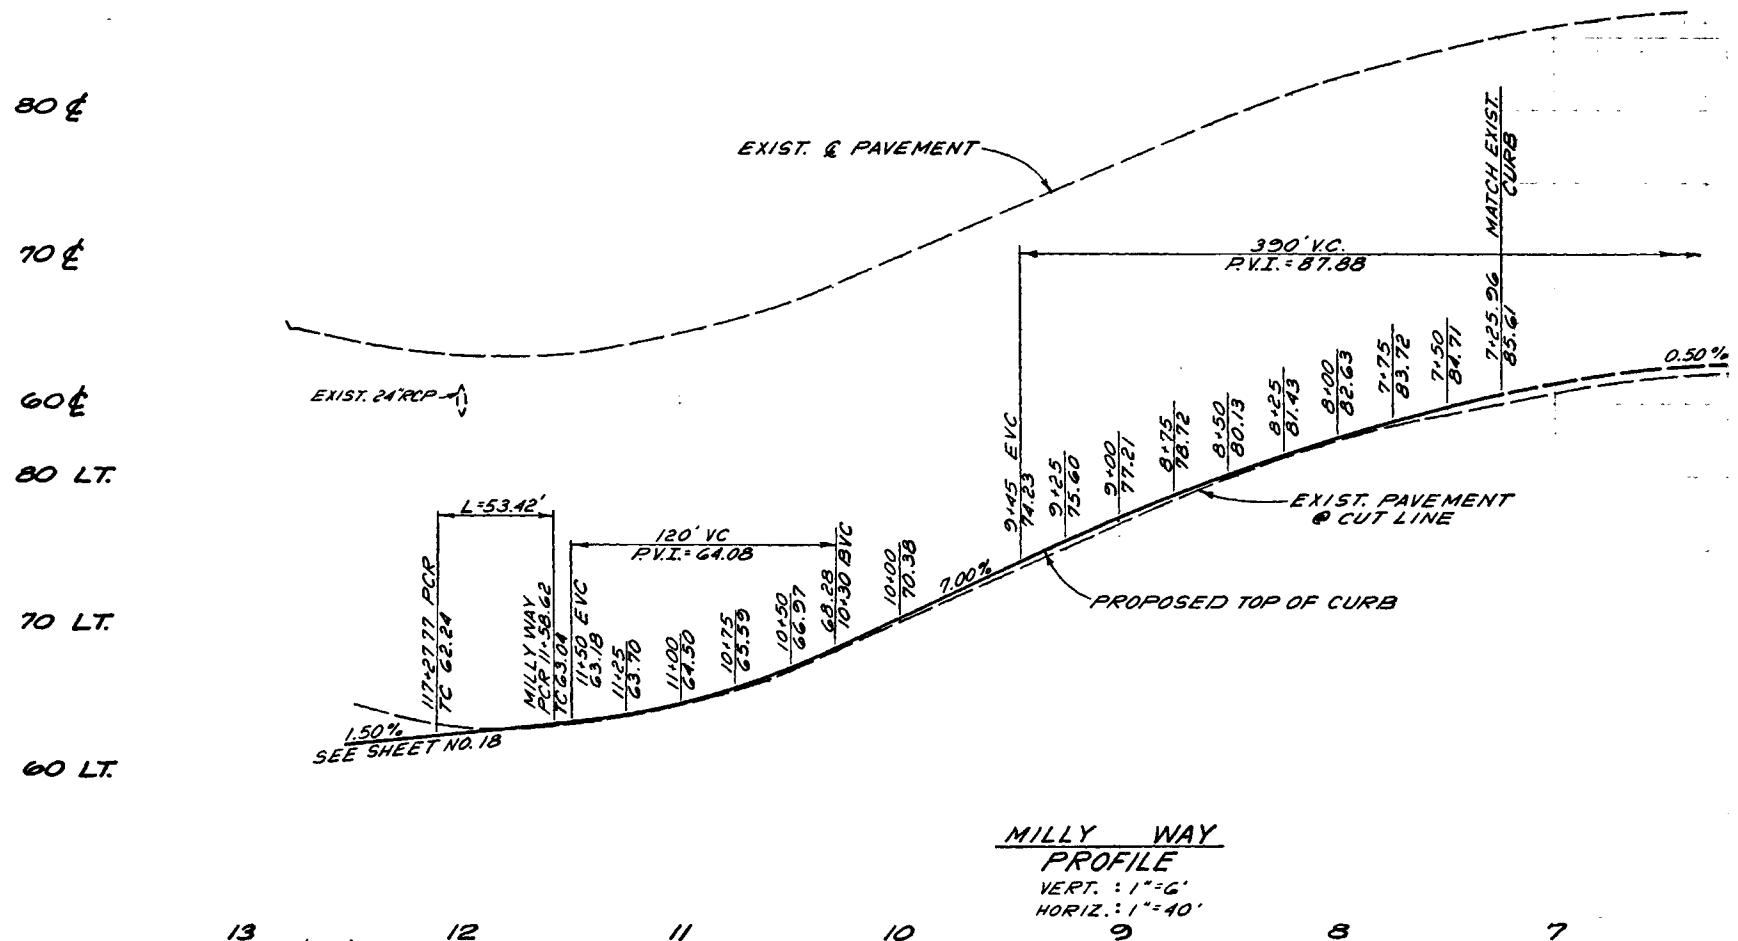 80 ℄
70 ℄
60 ℄
80 LT.
70 LT.
60 LT.
EXIST. ℄ PAVEMENT
EXIST. 24" RCP
390' V.C.
P.V.I. = 87.88
MATCH EXIST.
CURB
7+25.96
85.61
0.50%
7+50
84.71
7+75
83.72
8+00
82.63
8+25
81.43
8+50
80.13
8+75
78.72
9+00
77.21
9+25
75.60
9+45 EVC
74.23
EXIST. PAVEMENT
@ CUT LINE
PROPOSED TOP OF CURB
7.00%
10+00
70.38
68.28
10+30 BVC
10+50
66.97
10+75
65.59
11+00
64.50
11+25
63.70
11+50 EVC
63.18
120' VC
P.V.I. = 64.08
L=53.42'
MILLY WAY
PCR 11+58.62
TC 63.04
117+27.77 PCR
TC 62.24
1.50%
SEE SHEET NO. 18
MILLY WAY
PROFILE
VERT. : 1"=6'
HORIZ. : 1"=40'
13 12 11 10 9 8 7